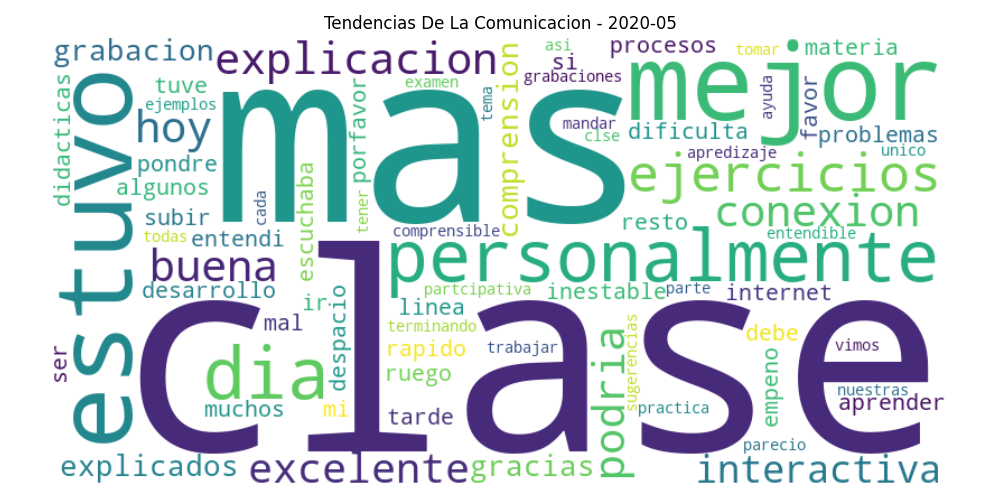 Tendencias De La Comunicacion - 2020-05
grabacion
explicacion
comprension
asi
si
procesos
tomar
materia
grabaciones
didacticas
estuvo
tuve
ejemplos
hoy
mas
porfavor
examen
tema
mejor
ayuda
favor
mandar
clse
dificulta
problemas
unico
pondre
algunos
apredizaje
ejercicios
subir
cada
escuchaba
tener
todas
entendi
comprensible
resto
conexion
entendible
buena
personalmente
desarrollo
ir
despacio
partcipativa
linea
inestable
parte
internet
mal
clase
terminando
rapido
trabajar
ruego
sugerencias
debe
vimos
ser
dia
muchos
mi
tarde
podria
practica
empeno
nuestras
aprender
parecio
explicados
excelente
gracias
interactiva